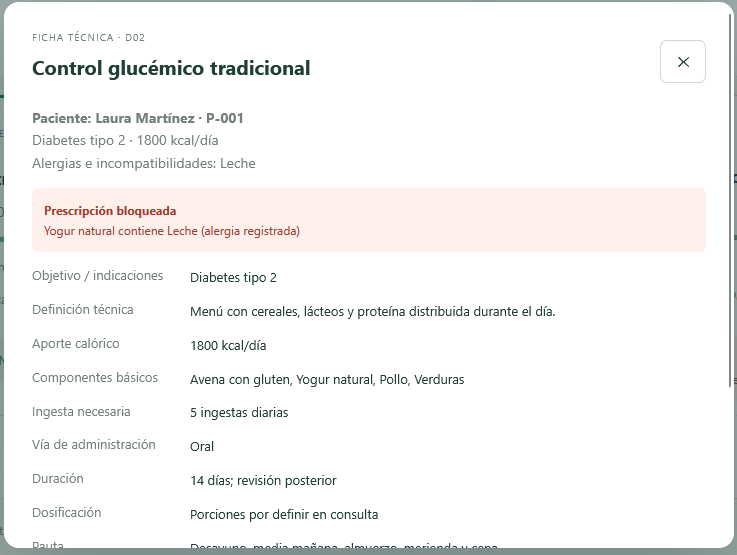 FICHA TÉCNICA · D02
Control glucémico tradicional
Paciente: Laura Martínez · P-001
Diabetes tipo 2 · 1800 kcal/día
Alergias e incompatibilidades: Leche
Prescripción bloqueada
Yogur natural contiene Leche (alergia registrada)
Objetivo / indicaciones Diabetes tipo 2
Definición técnica Menú con cereales, lácteos y proteína distribuida durante el día.
Aporte calórico 1800 kcal/día
Componentes básicos Avena con gluten, Yogur natural, Pollo, Verduras
Ingesta necesaria 5 ingestas diarias
Vía de administración Oral
Duración 14 días; revisión posterior
Dosificación Porciones por definir en consulta
Pauta Desayuno, media mañana, almuerzo, merienda y cena